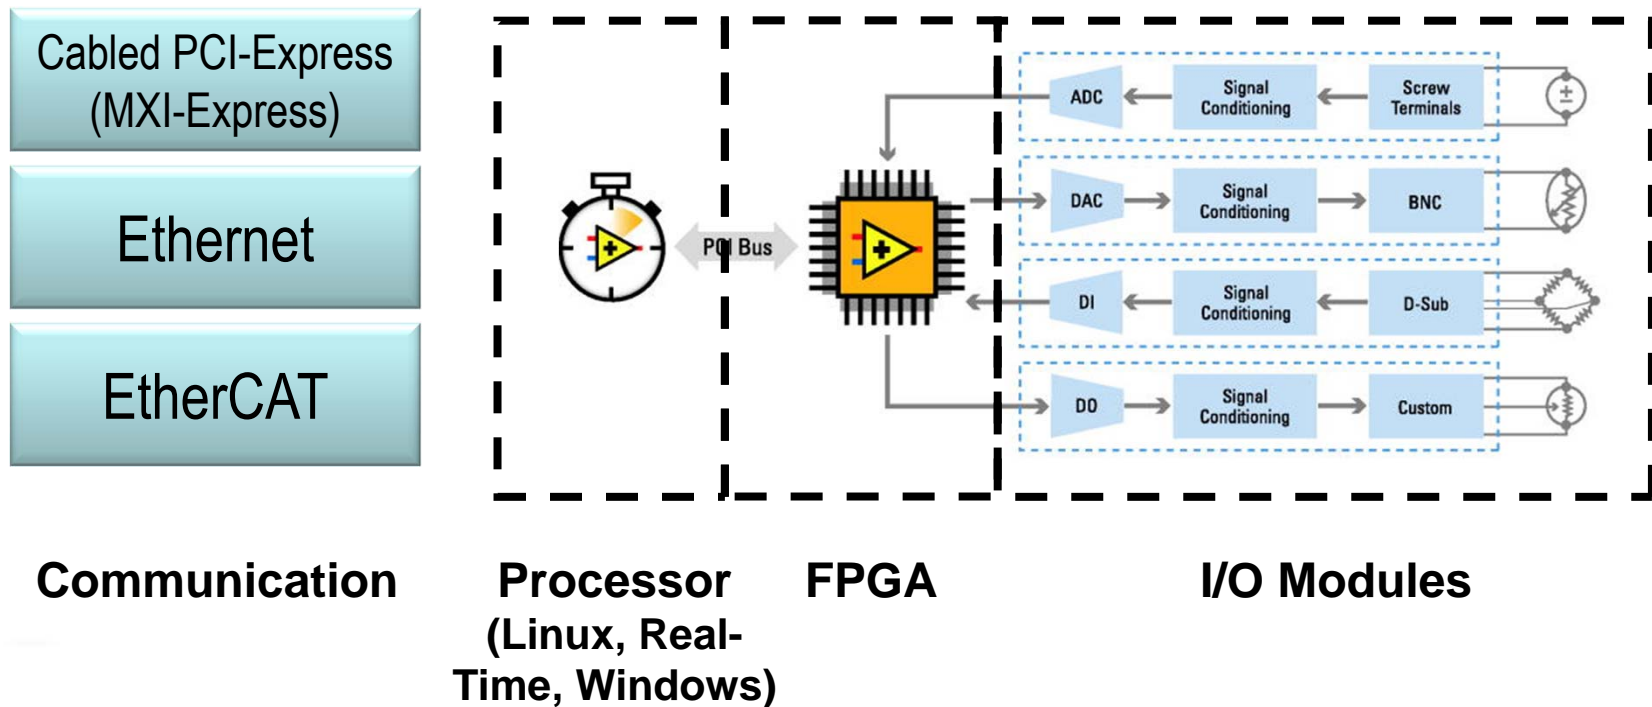 Cabled PCI-Express
(MXI-Express)
Ethernet
EtherCAT
PCI Bus
ADC
Signal
Conditioning
Screw
Terminals
DAC
Signal
Conditioning
BNC
DI
Signal
Conditioning
D-Sub
DO
Signal
Conditioning
Custom
Communication
Processor
(Linux, Real-
Time, Windows)
FPGA
I/O Modules